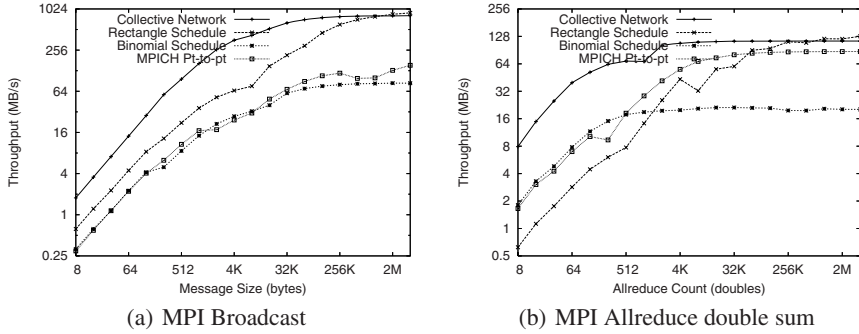 1024
256
64
16
4
1
0.25
Throughput (MB/s)
Collective Network
Rectangle Schedule
Binomial Schedule
MPICH Pt-to-pt
8
64
512
4K
32K
256K
2M
Message Size (bytes)
(a) MPI Broadcast
256
128
64
32
16
8
4
2
1
0.5
Throughput (MB/s)
Collective Network
Rectangle Schedule
Binomial Schedule
MPICH Pt-to-pt
8
64
512
4K
32K
256K
2M
Allreduce Count (doubles)
(b) MPI Allreduce double sum